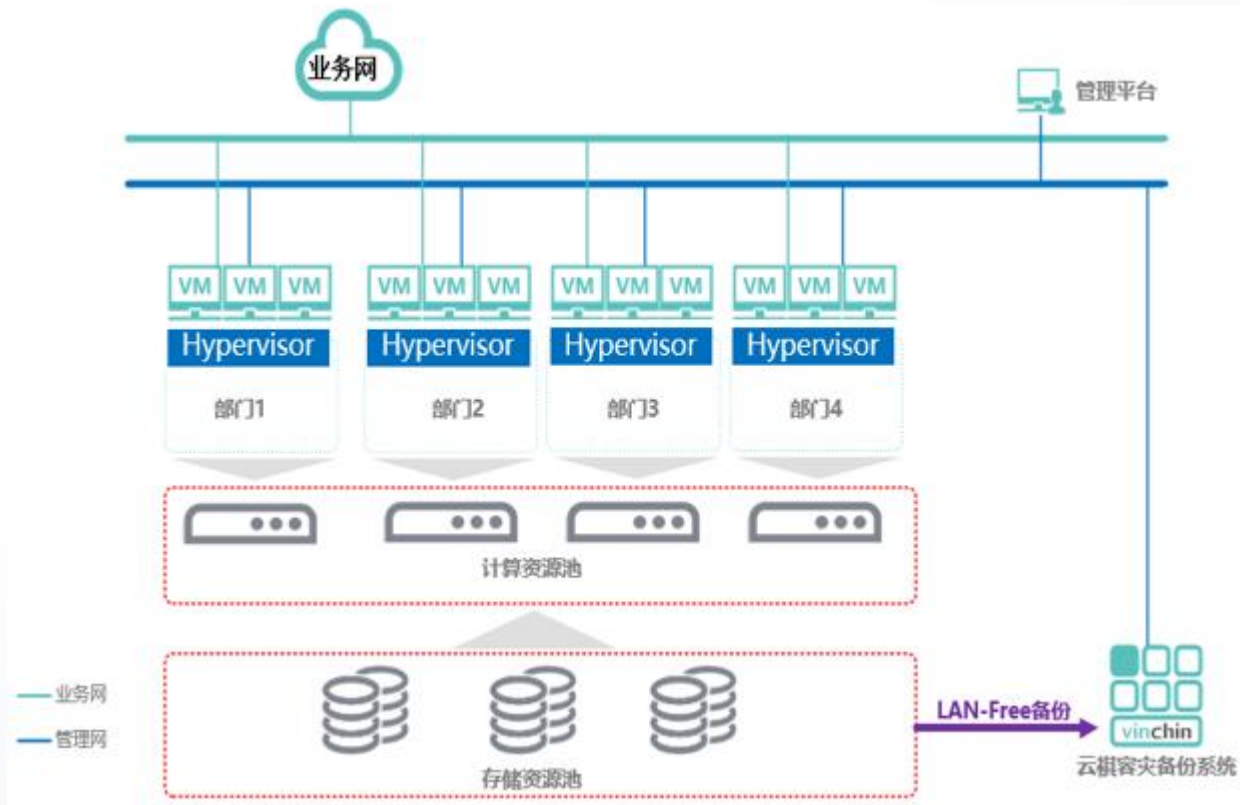 业务网
管理平台
VM VM VM
VM VM VM
VM VM VM
VM VM VM
Hypervisor
Hypervisor
Hypervisor
Hypervisor
部门1
部门2
部门3
部门4
计算资源池
业务网
管理网
LAN-Free备份
vinchin
云祺容灾备份系统
存储资源池